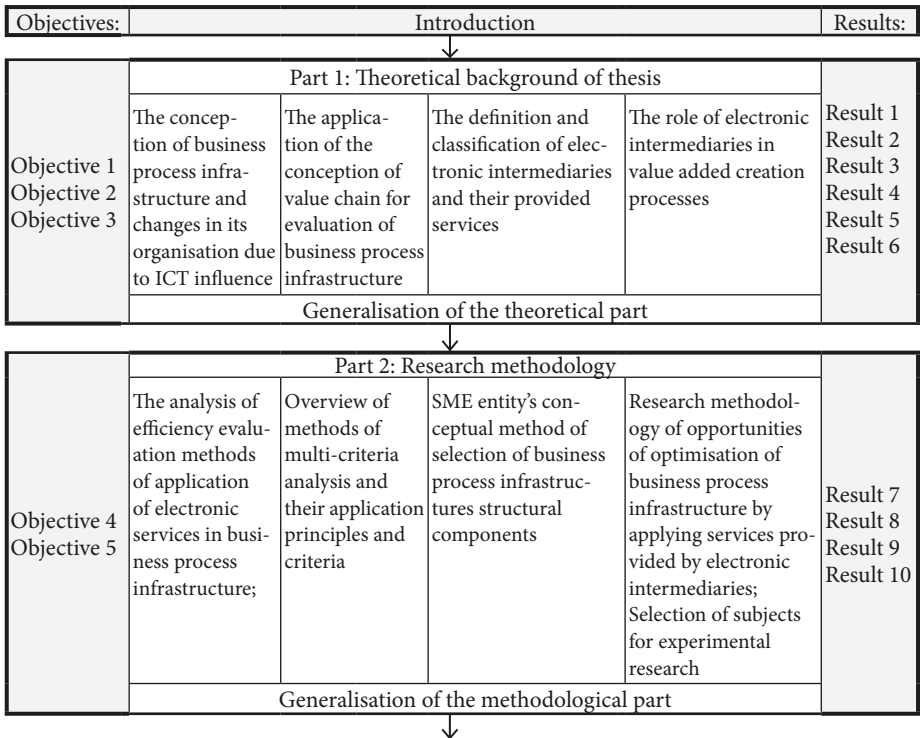 Objectives:
Introduction
Results:
Part 1: Theoretical background of thesis
Objective 1
Objective 2
Objective 3
The concep-
tion of business
process infra-
structure and
changes in its
organisation due
to ICT influence
The applica-
tion of the
conception of
value chain for
evaluation of
business process
infrastructure
The definition and
classification of elec-
tronic intermediaries
and their provided
services
The role of electronic
intermediaries in
value added creation
processes
Result 1
Result 2
Result 3
Result 4
Result 5
Result 6
Generalisation of the theoretical part
Part 2: Research methodology
Objective 4
Objective 5
The analysis of
efficiency evalu-
ation methods
of application
of electronic
services in busi-
ness process
infrastructure;
Overview of
methods of
multi-criteria
analysis and
their application
principles and
criteria
SME entity's con-
ceptual method of
selection of business
process infrastruc-
tures structural
components
Research methodol-
ogy of opportunities
of optimisation of
business process
infrastructure by
applying services pro-
vided by electronic
intermediaries;
Selection of subjects
for experimental
research
Result 7
Result 8
Result 9
Result 10
Generalisation of the methodological part